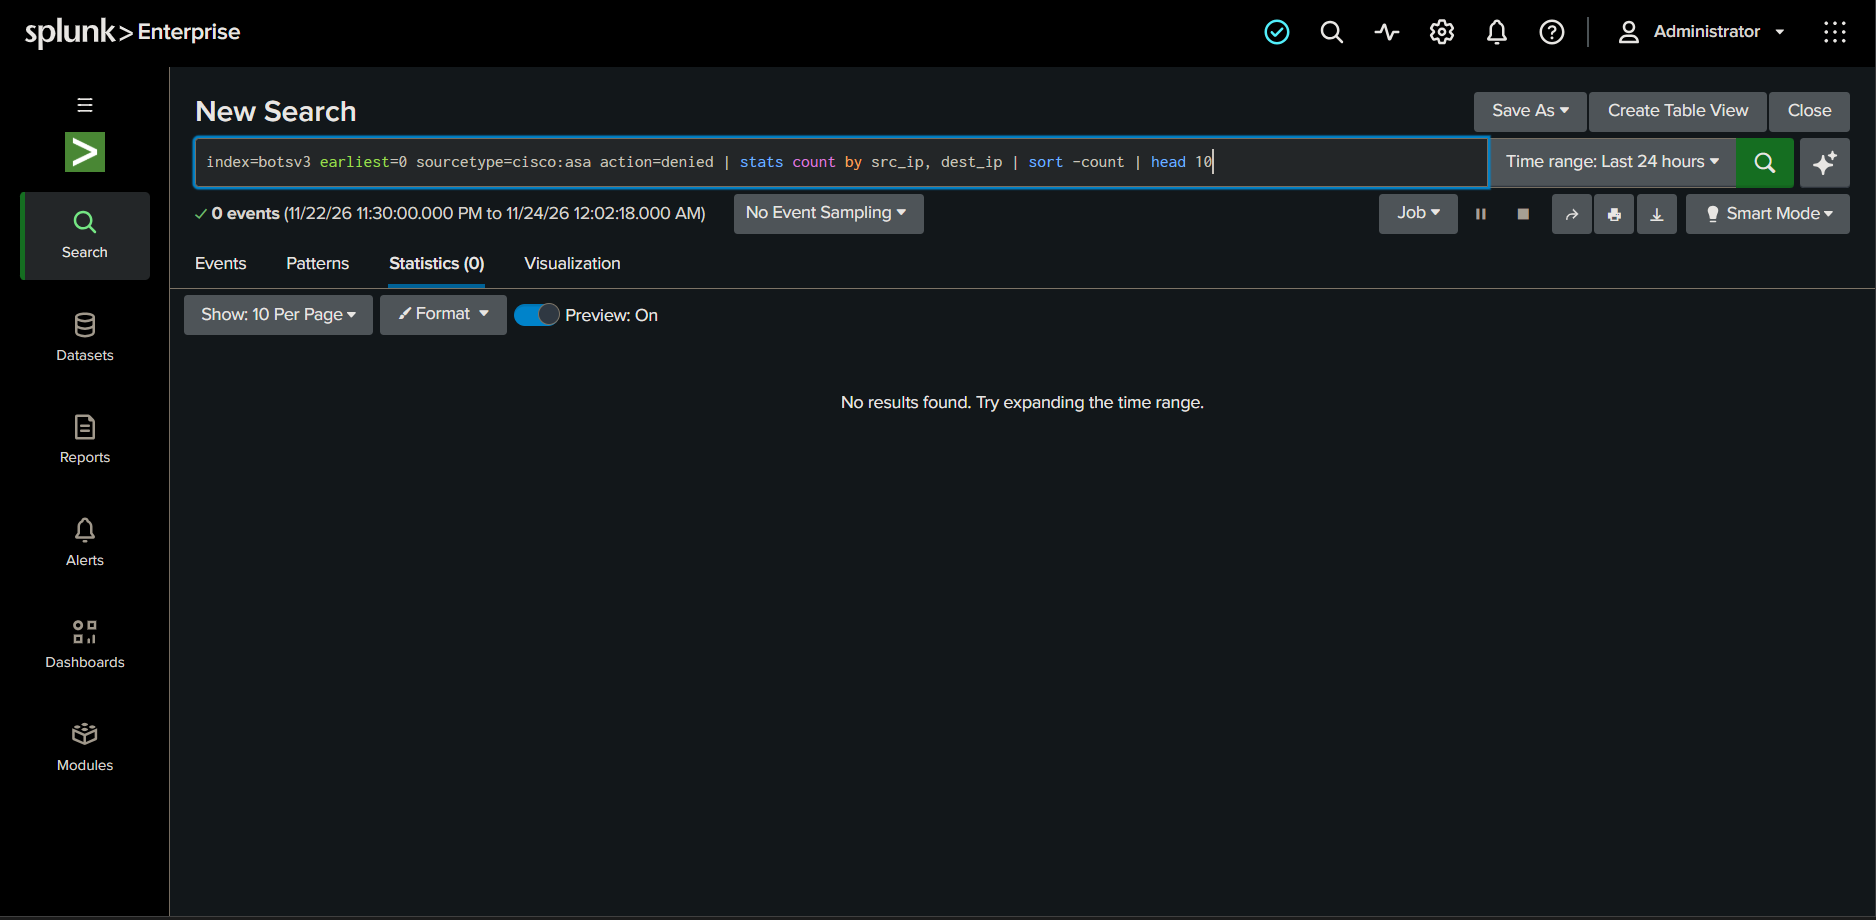 splunk>Enterprise
Administrator
New Search
Save As
Create Table View
Close
index=botsv3 earliest=0 sourcetype=cisco:asa action=denied | stats count by src_ip, dest_ip | sort -count | head 10
Time range: Last 24 hours
0 events (11/22/26 11:30:00.000 PM to 11/24/26 12:02:18.000 AM)
No Event Sampling
Job
Smart Mode
Events
Patterns
Statistics (0)
Visualization
Show: 10 Per Page
Format
Preview: On
No results found. Try expanding the time range.
Search
Datasets
Reports
Alerts
Dashboards
Modules